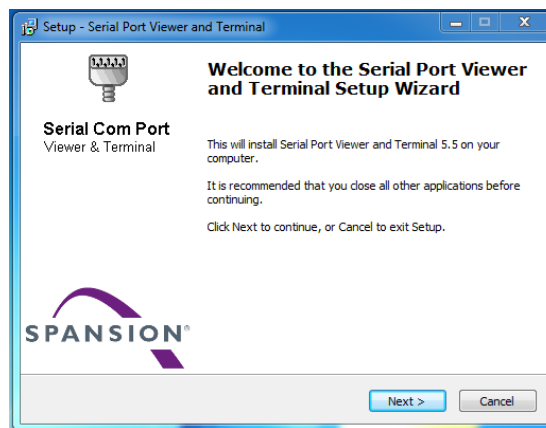 Setup - Serial Port Viewer and Terminal
Welcome to the Serial Port Viewer
and Terminal Setup Wizard
Serial Com Port
Viewer & Terminal
This will install Serial Port Viewer and Terminal 5.5 on your
computer.
It is recommended that you close all other applications before
continuing.
Click Next to continue, or Cancel to exit Setup.
SPANSION®
Next >
Cancel